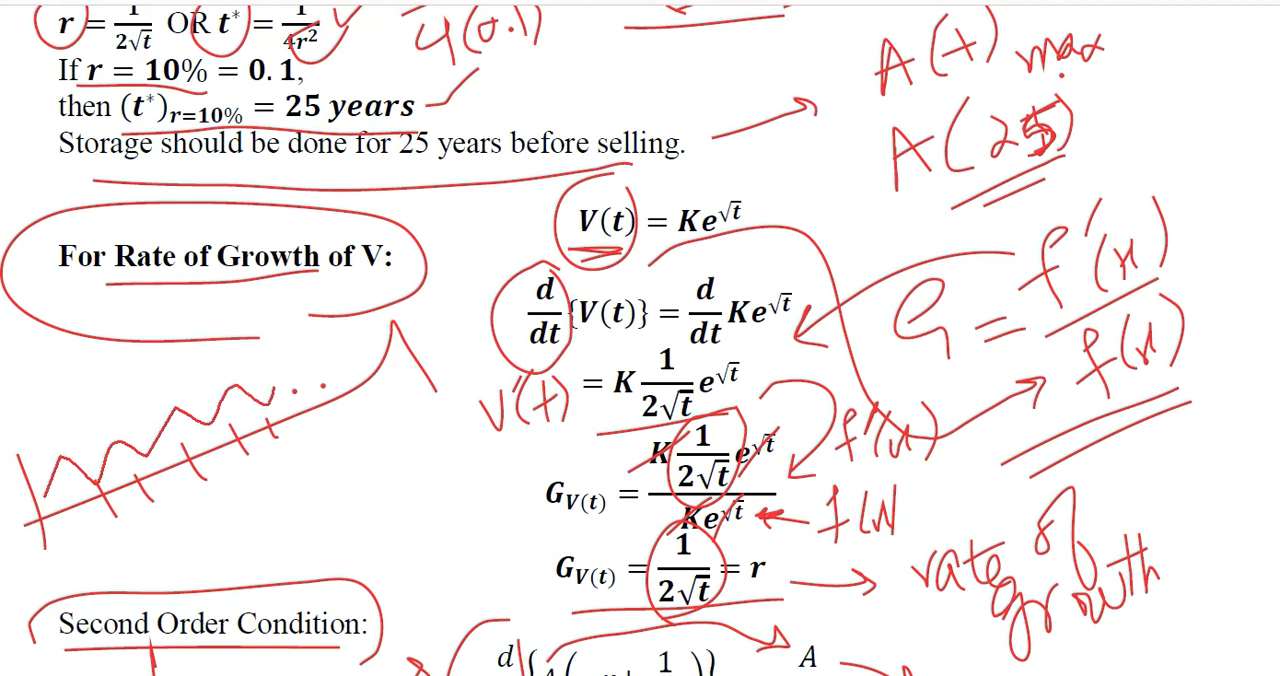 r = 1/2√t OR t* = 1/4r²
4(0.1)
If r = 10% = 0.1,
then (t*)r=10% = 25 years
Storage should be done for 25 years before selling.
A(t) max
A(25)
V(t) = Ke^√t
For Rate of Growth of V:
d/dt {V(t)} = d/dt Ke^√t
G = f'(x)/f(x)
V'(t) = K 1/2√t e^√t
f'(x)
G_V(t) = K 1/2√t e^√t / Ke^√t
f(x)
G_V(t) = 1/2√t = r
rate of growth
Second Order Condition:
d
1
A